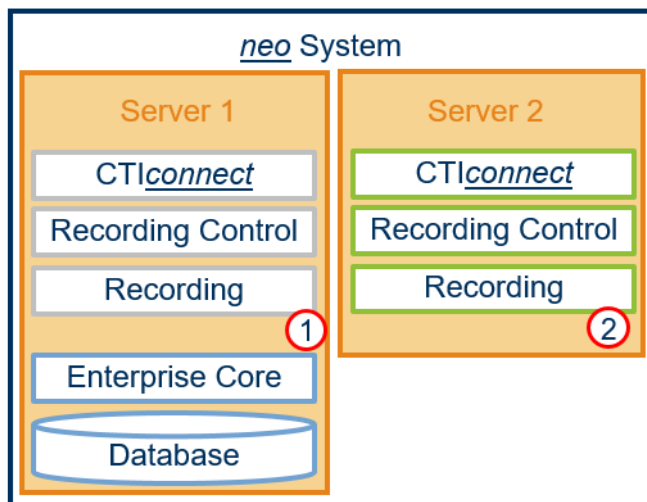 neo System
Server 1
CTIconnect
Recording Control
Recording
1
Enterprise Core
Database
Server 2
CTIconnect
Recording Control
Recording
2